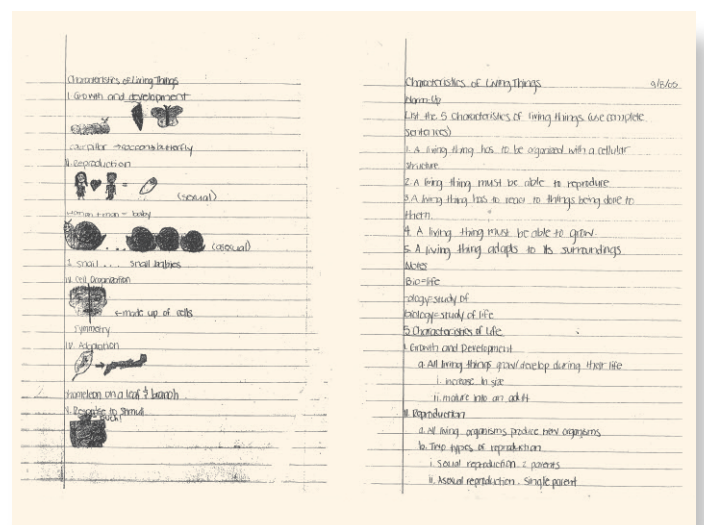 Characteristics of Living Things
I. Growth and development
caterpillar → cocoon → butterfly
II. Reproduction
(sexual)
woman + man = baby
(asexual)
1 snail ... snail babies
IV. Cell Organization
← made up of cells
symmetry
IV. Adaptation
chameleon on a leaf & branch
V. Response to Stimuli
ouch!
Characteristics of Living Things 9/8/00
Warm-Up
List the 5 characteristics of living things (use complete
sentences)
1. A living thing has to be organized with a cellular
structure.
2. A living thing must be able to reproduce
3. A living thing has to react to things being done to
them.
4. A living thing must be able to grow.
5. A living thing adapts to its surroundings
Notes
Bio=life
ology=study of
biology=study of life
5 Characteristics of Life
I. Growth and Development
a. All living things grow/develop during their life
i. increase in size
ii. mature into an adult
II. Reproduction
a. All living organisms produce new organisms
b. Two types of reproduction
i. Sexual reproduction - 2 parents
ii. Asexual reproduction - Single parent